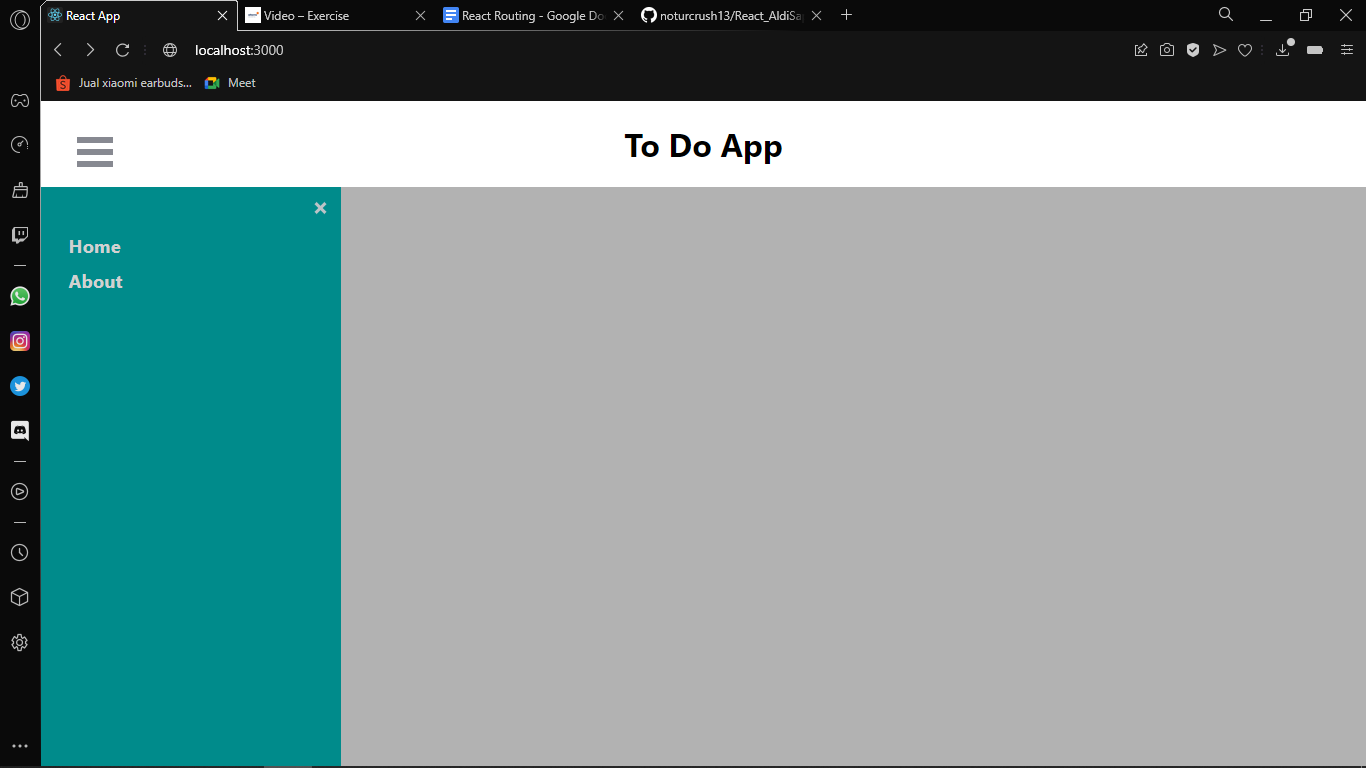 React App
Video – Exercise
React Routing - Google Do
noturcrush13/React_AldiSa
localhost:3000
Jual xiaomi earbuds...
Meet
To Do App
Home
About